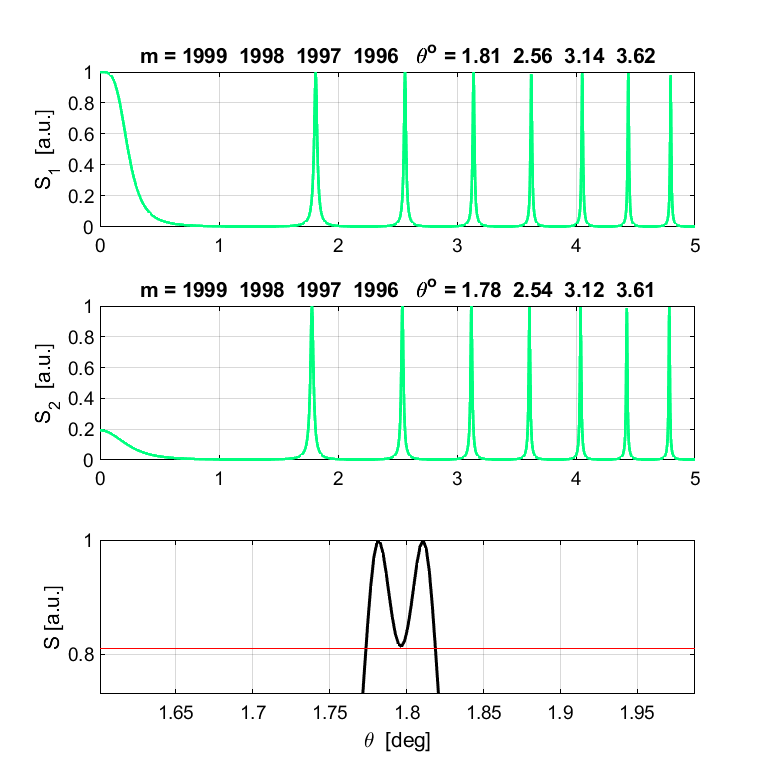 m = 1999 1998 1997 1996 θ° = 1.81 2.56 3.14 3.62
S1 [a.u.]
1
0.8
0.6
0.4
0.2
0
0 1 2 3 4 5
m = 1999 1998 1997 1996 θ° = 1.78 2.54 3.12 3.61
S2 [a.u.]
1
0.8
0.6
0.4
0.2
0
0 1 2 3 4 5
S [a.u.]
1
0.8
1.65 1.7 1.75 1.8 1.85 1.9 1.95
θ [deg]